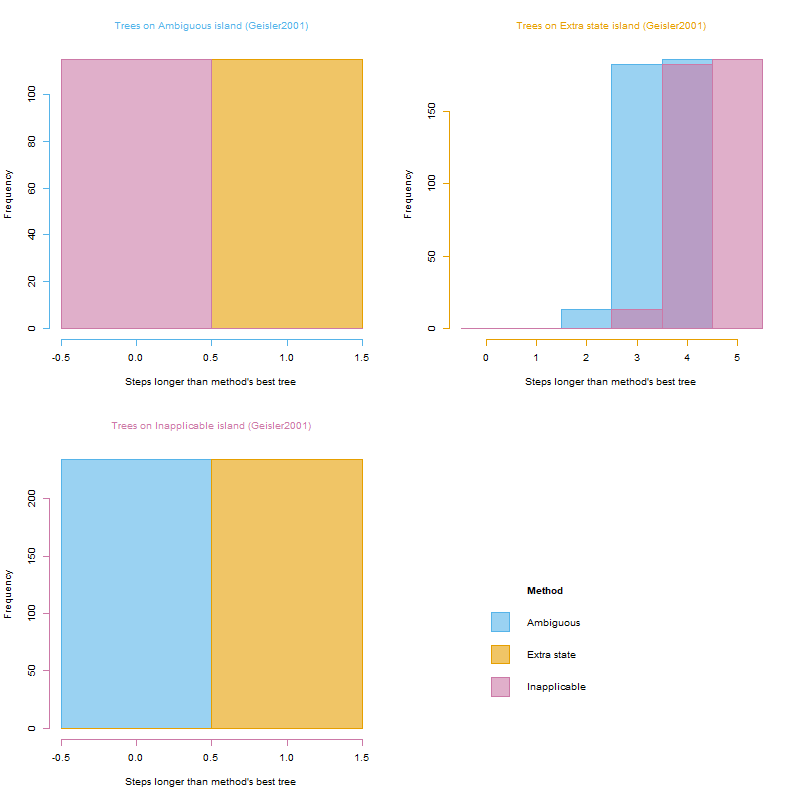 Trees on Ambiguous island (Geisler2001)
Frequency
0 20 40 60 80 100
-0.5 0.0 0.5 1.0 1.5
Steps longer than method's best tree
Trees on Extra state island (Geisler2001)
Frequency
0 50 100 150
0 1 2 3 4 5
Steps longer than method's best tree
Trees on Inapplicable island (Geisler2001)
Frequency
0 50 100 150 200
-0.5 0.0 0.5 1.0 1.5
Steps longer than method's best tree
Method
Ambiguous
Extra state
Inapplicable